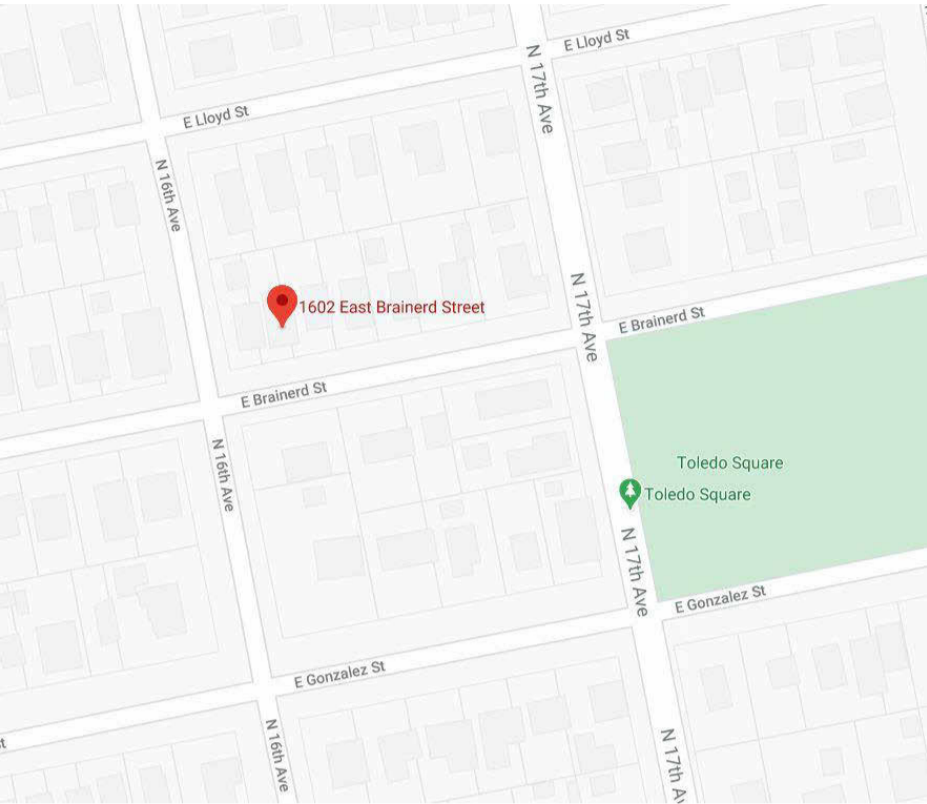 E Lloyd St
N 17th Ave
E Lloyd St
N 16th Ave
N 17th Ave
1602 East Brainerd Street
E Brainerd St
E Brainerd St
N 16th Ave
Toledo Square
Toledo Square
N 17th Ave
E Gonzalez St
E Gonzalez St
N 16th Ave
N 17th Av